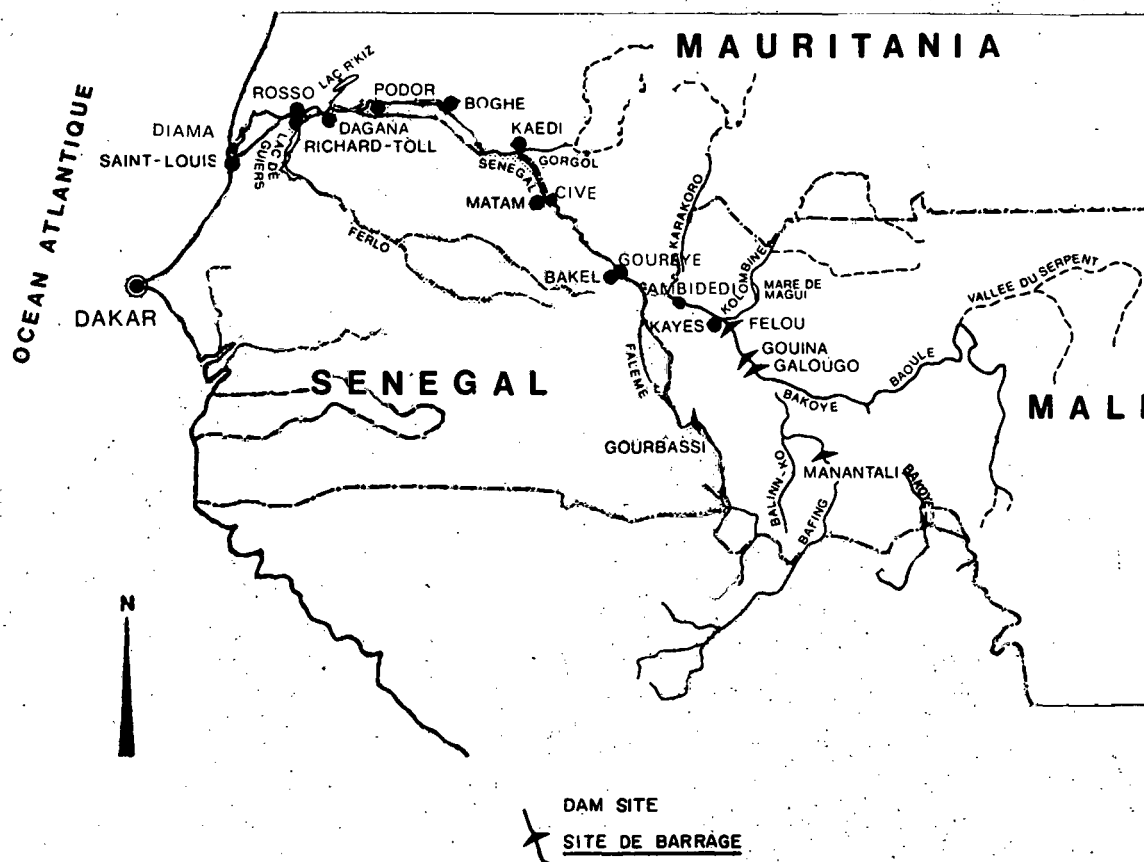 MAURITANIA
OCEAN ATLANTIQUE
LAC R'KIZ
ROSSO
PODOR
BOGHE
DIAMA
DAGANA
KAEDI
SAINT-LOUIS
RICHARD-TOLL
LAC DE
GUIERS
SENEGAL
GORGOL
MATAM
CIVE
KARAKORO
FERLO
GOUREYE
BAKEL
AMBIDEDI
KOLOMBINE
MARE DE
MAGUI
VALLEE DU SERPENT
DAKAR
KAYES
FELOU
GOUINA
GALOUGO
BAOULE
FALEME
SENEGAL
BAKOYE
MALI
GOURBASSI
BALINN-KO
MANANTALI
BAKOYE
BAFING
N
DAM SITE
SITE DE BARRAGE